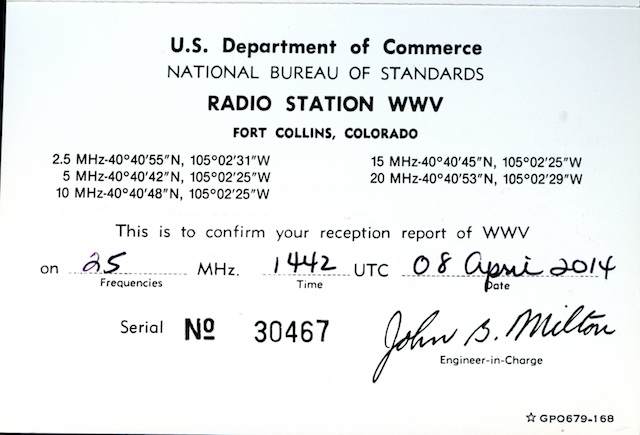 U.S. Department of Commerce
NATIONAL BUREAU OF STANDARDS
RADIO STATION WWV
FORT COLLINS, COLORADO
2.5 MHz-40°40'55"N, 105°02'31"W
5 MHz-40°40'42"N, 105°02'25"W
10 MHz-40°40'48"N, 105°02'25"W
15 MHz-40°40'45"N, 105°02'25"W
20 MHz-40°40'53"N, 105°02'29"W
This is to confirm your reception report of WWV
on 25 MHz. 1442 UTC 08 April 2014
Frequencies Time Date
Serial No 30467
John B. Milton
Engineer-in-Charge
☆ GPO679-168